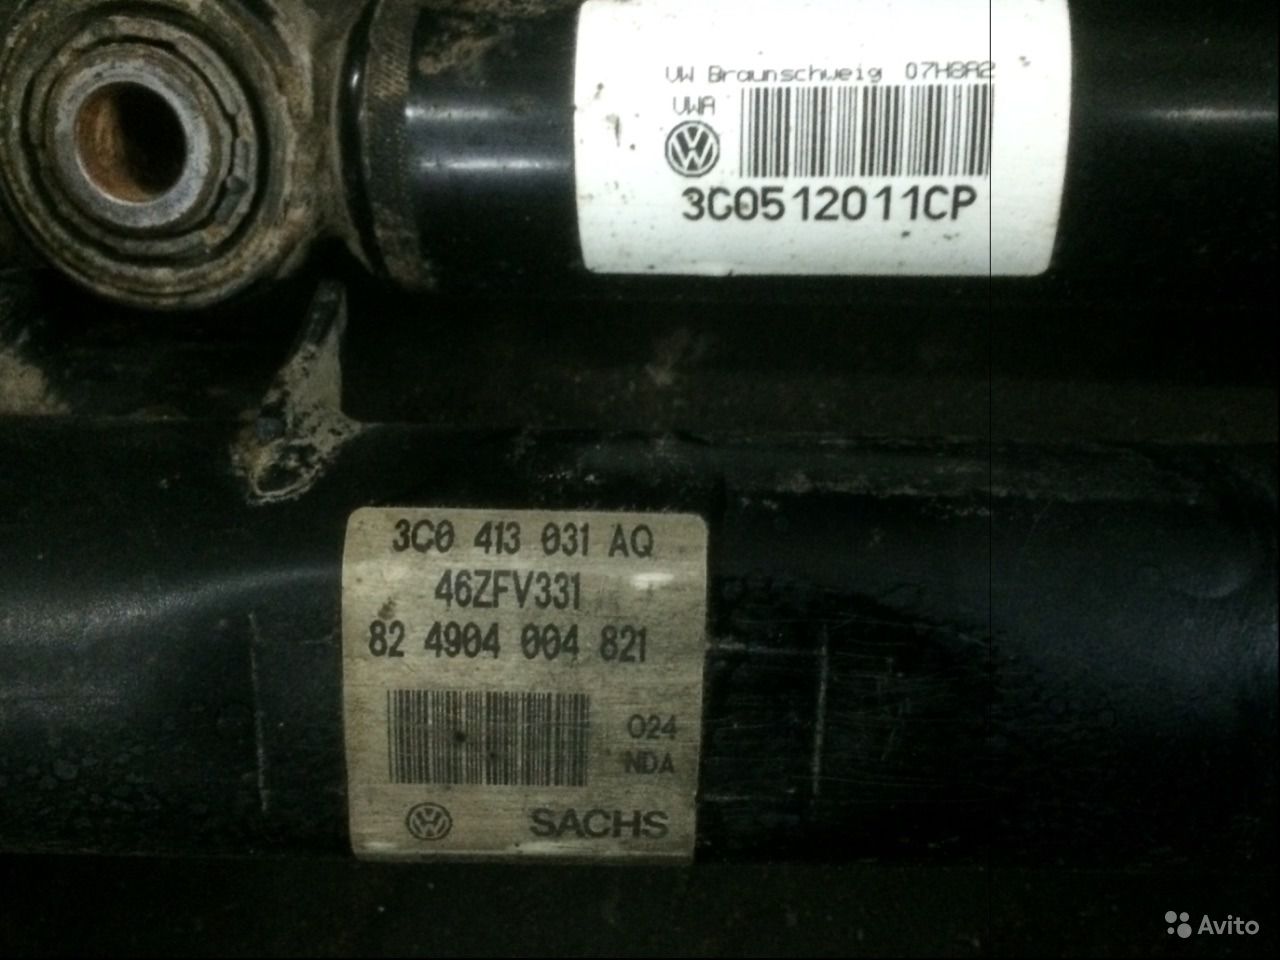 VW Braunschweig 07H8A2
VWA
3C0512011CP
3C0 413 031 AQ
46ZFV331
82 4904 004 821
024
NDA
SACHS
Avito